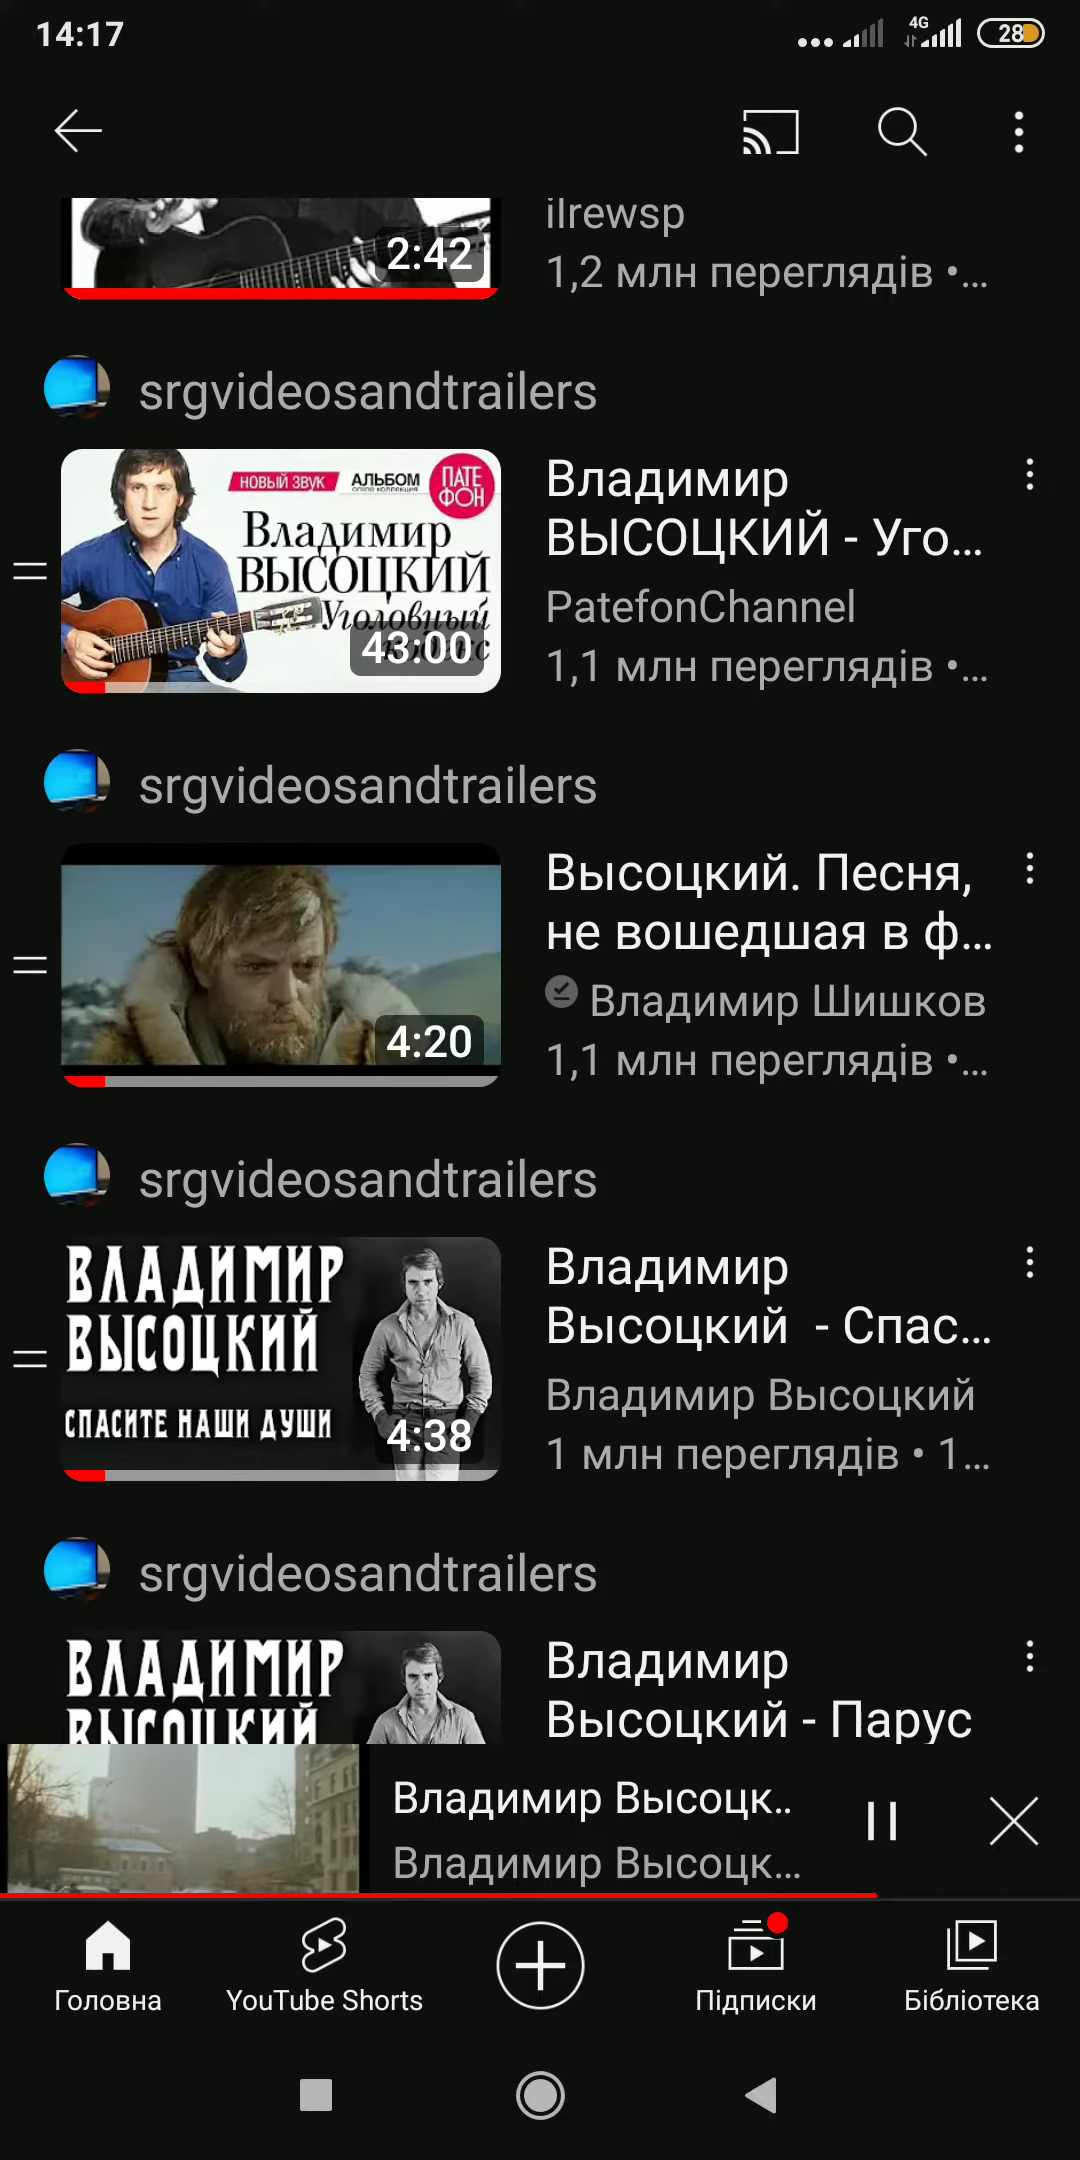 14:17
4G
28
2:42
ilrewsp
1,2 млн переглядів •...
srgvideosandtrailers
НОВЫЙ ЗВУК
АЛЬБОМ
ПАТЕ
ФОН
Владимир
ВЫСОЦКИЙ
Уголовный
43:00
Владимир
ВЫСОЦКИЙ - Уго...
PatefonChannel
1,1 млн переглядів •...
srgvideosandtrailers
4:20
Высоцкий. Песня,
не вошедшая в ф...
Владимир Шишков
1,1 млн переглядів •...
srgvideosandtrailers
ВЛАДИМИР
ВЫСОЦКИЙ
СПАСИТЕ НАШИ ДУШИ
4:38
Владимир
Высоцкий - Спас...
Владимир Высоцкий
1 млн переглядів • 1...
srgvideosandtrailers
ВЛАДИМИР
ВЫСОЦКИЙ
Владимир
Высоцкий - Парус
Владимир Высоцк..
Владимир Высоцк...
Головна
YouTube Shorts
Підписки
Бібліотека